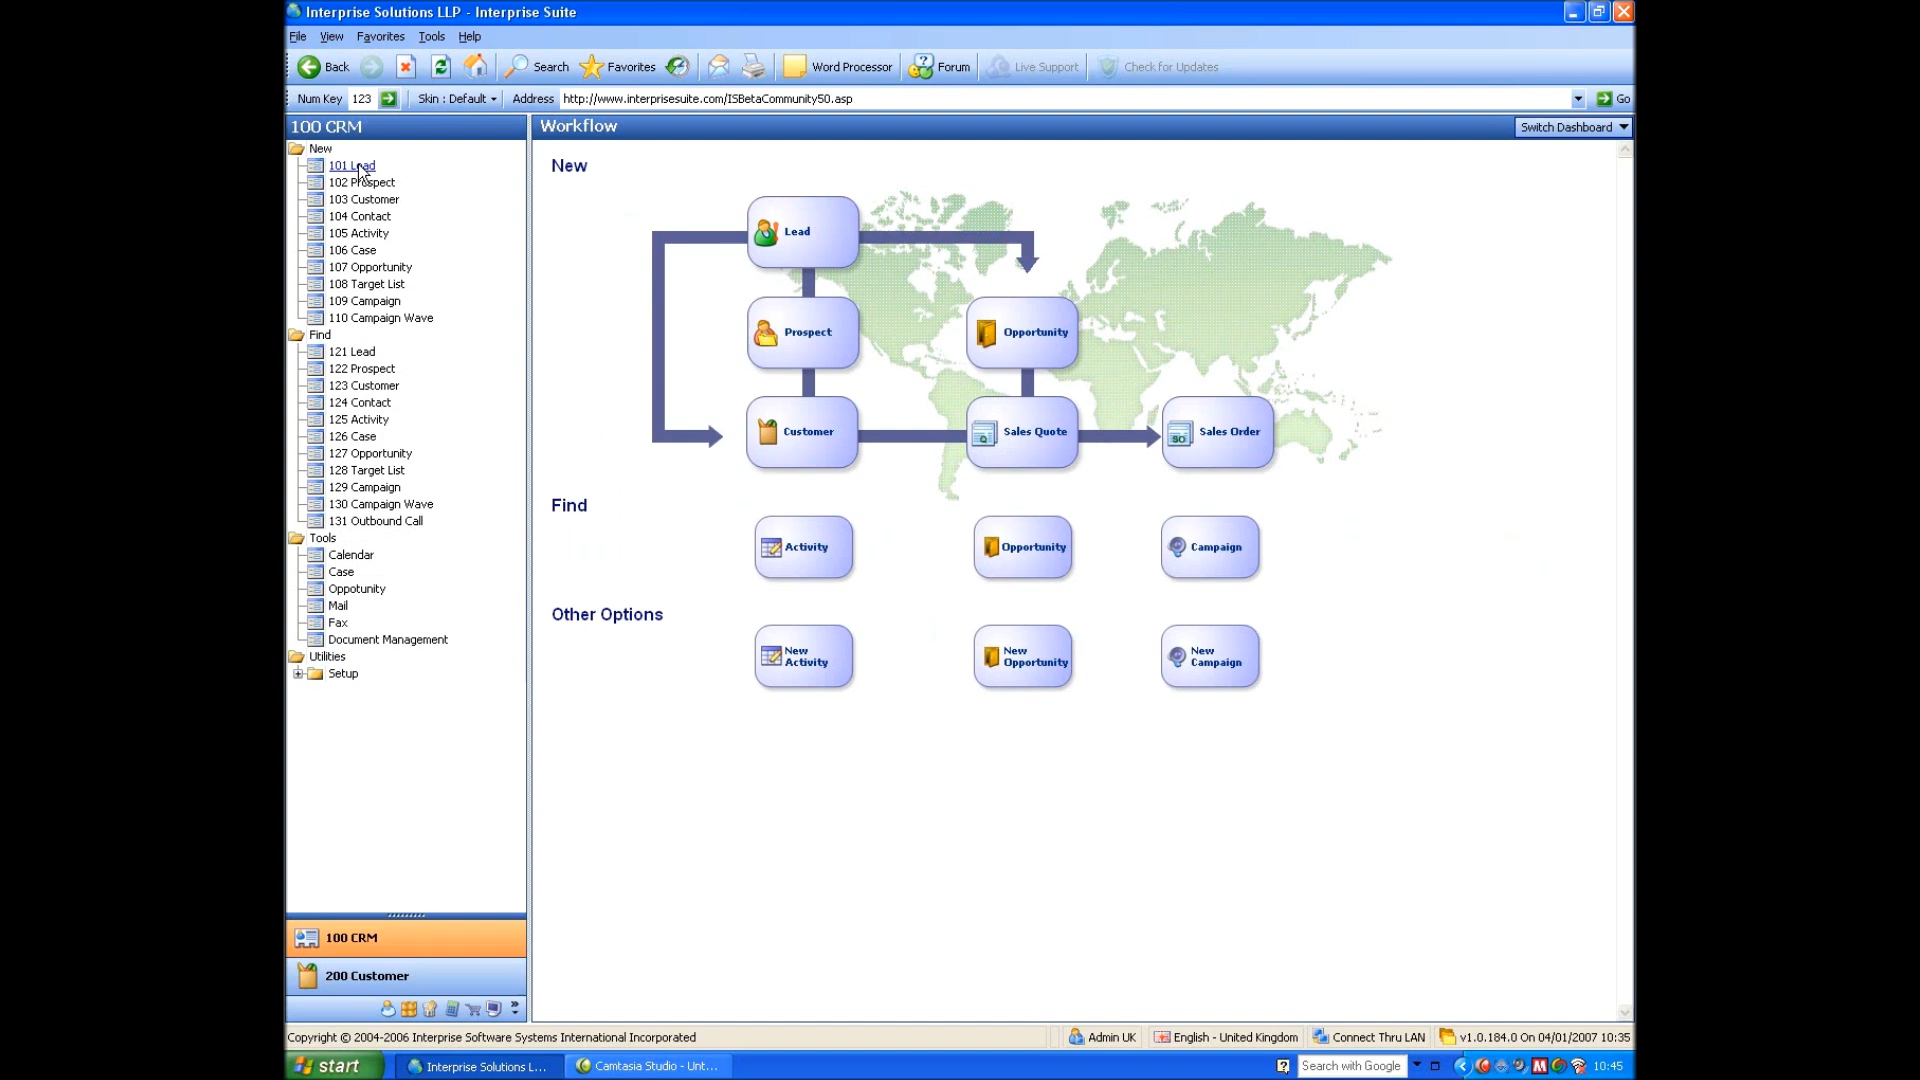 Interprise Solutions LLP - Interprise Suite
File View Favorites Tools Help
Back Search Favorites Word Processor Forum Live Support Check for Updates
Num Key 123 Skin : Default Address http://www.interprisesuite.com/ISBetaCommunity50.asp Go
100 CRM
New
101 Lead
102 Prospect
103 Customer
104 Contact
105 Activity
106 Case
107 Opportunity
108 Target List
109 Campaign
110 Campaign Wave
Find
121 Lead
122 Prospect
123 Customer
124 Contact
125 Activity
126 Case
127 Opportunity
128 Target List
129 Campaign
130 Campaign Wave
131 Outbound Call
Tools
Calendar
Case
Oppotunity
Mail
Fax
Document Management
Utilities
Setup
100 CRM
200 Customer
Workflow Switch Dashboard
New
Lead
Prospect Opportunity
Customer Sales Quote Sales Order
Find
Activity Opportunity Campaign
Other Options
New Activity New Opportunity New Campaign
Copyright © 2004-2006 Interprise Software Systems International Incorporated Admin UK English - United Kingdom Connect Thru LAN v1.0.184.0 On 04/01/2007 10:35
start Interprise Solutions L... Camtasia Studio - Unt... Search with Google 10:45